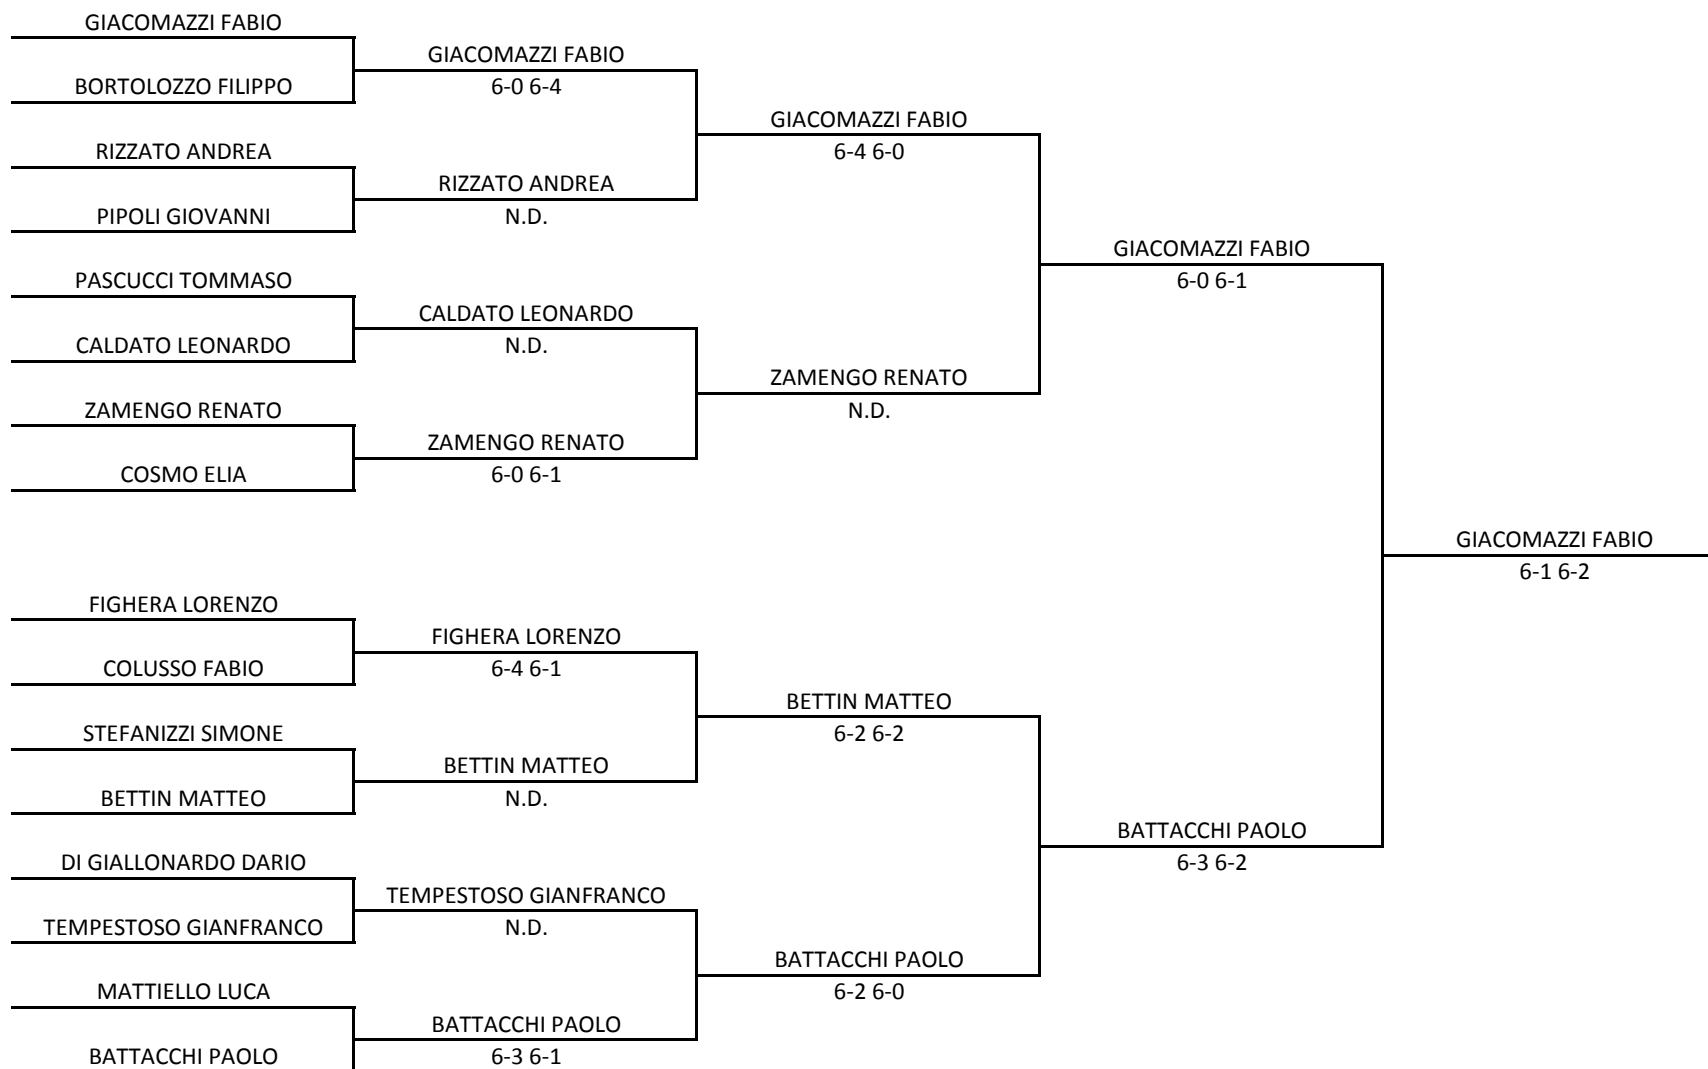 GIACOMAZZI FABIO
GIACOMAZZI FABIO
BORTOLOZZO FILIPPO
6-0 6-4
GIACOMAZZI FABIO
RIZZATO ANDREA
6-4 6-0
RIZZATO ANDREA
PIPOLI GIOVANNI
N.D.
GIACOMAZZI FABIO
PASCUCCI TOMMASO
6-0 6-1
CALDATO LEONARDO
CALDATO LEONARDO
N.D.
ZAMENGO RENATO
ZAMENGO RENATO
N.D.
ZAMENGO RENATO
COSMO ELIA
6-0 6-1
GIACOMAZZI FABIO
6-1 6-2
FIGHERA LORENZO
FIGHERA LORENZO
COLUSSO FABIO
6-4 6-1
BETTIN MATTEO
STEFANIZZI SIMONE
6-2 6-2
BETTIN MATTEO
BETTIN MATTEO
N.D.
BATTACCHI PAOLO
DI GIALLONARDO DARIO
6-3 6-2
TEMPESTOSO GIANFRANCO
TEMPESTOSO GIANFRANCO
N.D.
BATTACCHI PAOLO
MATTIELLO LUCA
6-2 6-0
BATTACCHI PAOLO
BATTACCHI PAOLO
6-3 6-1